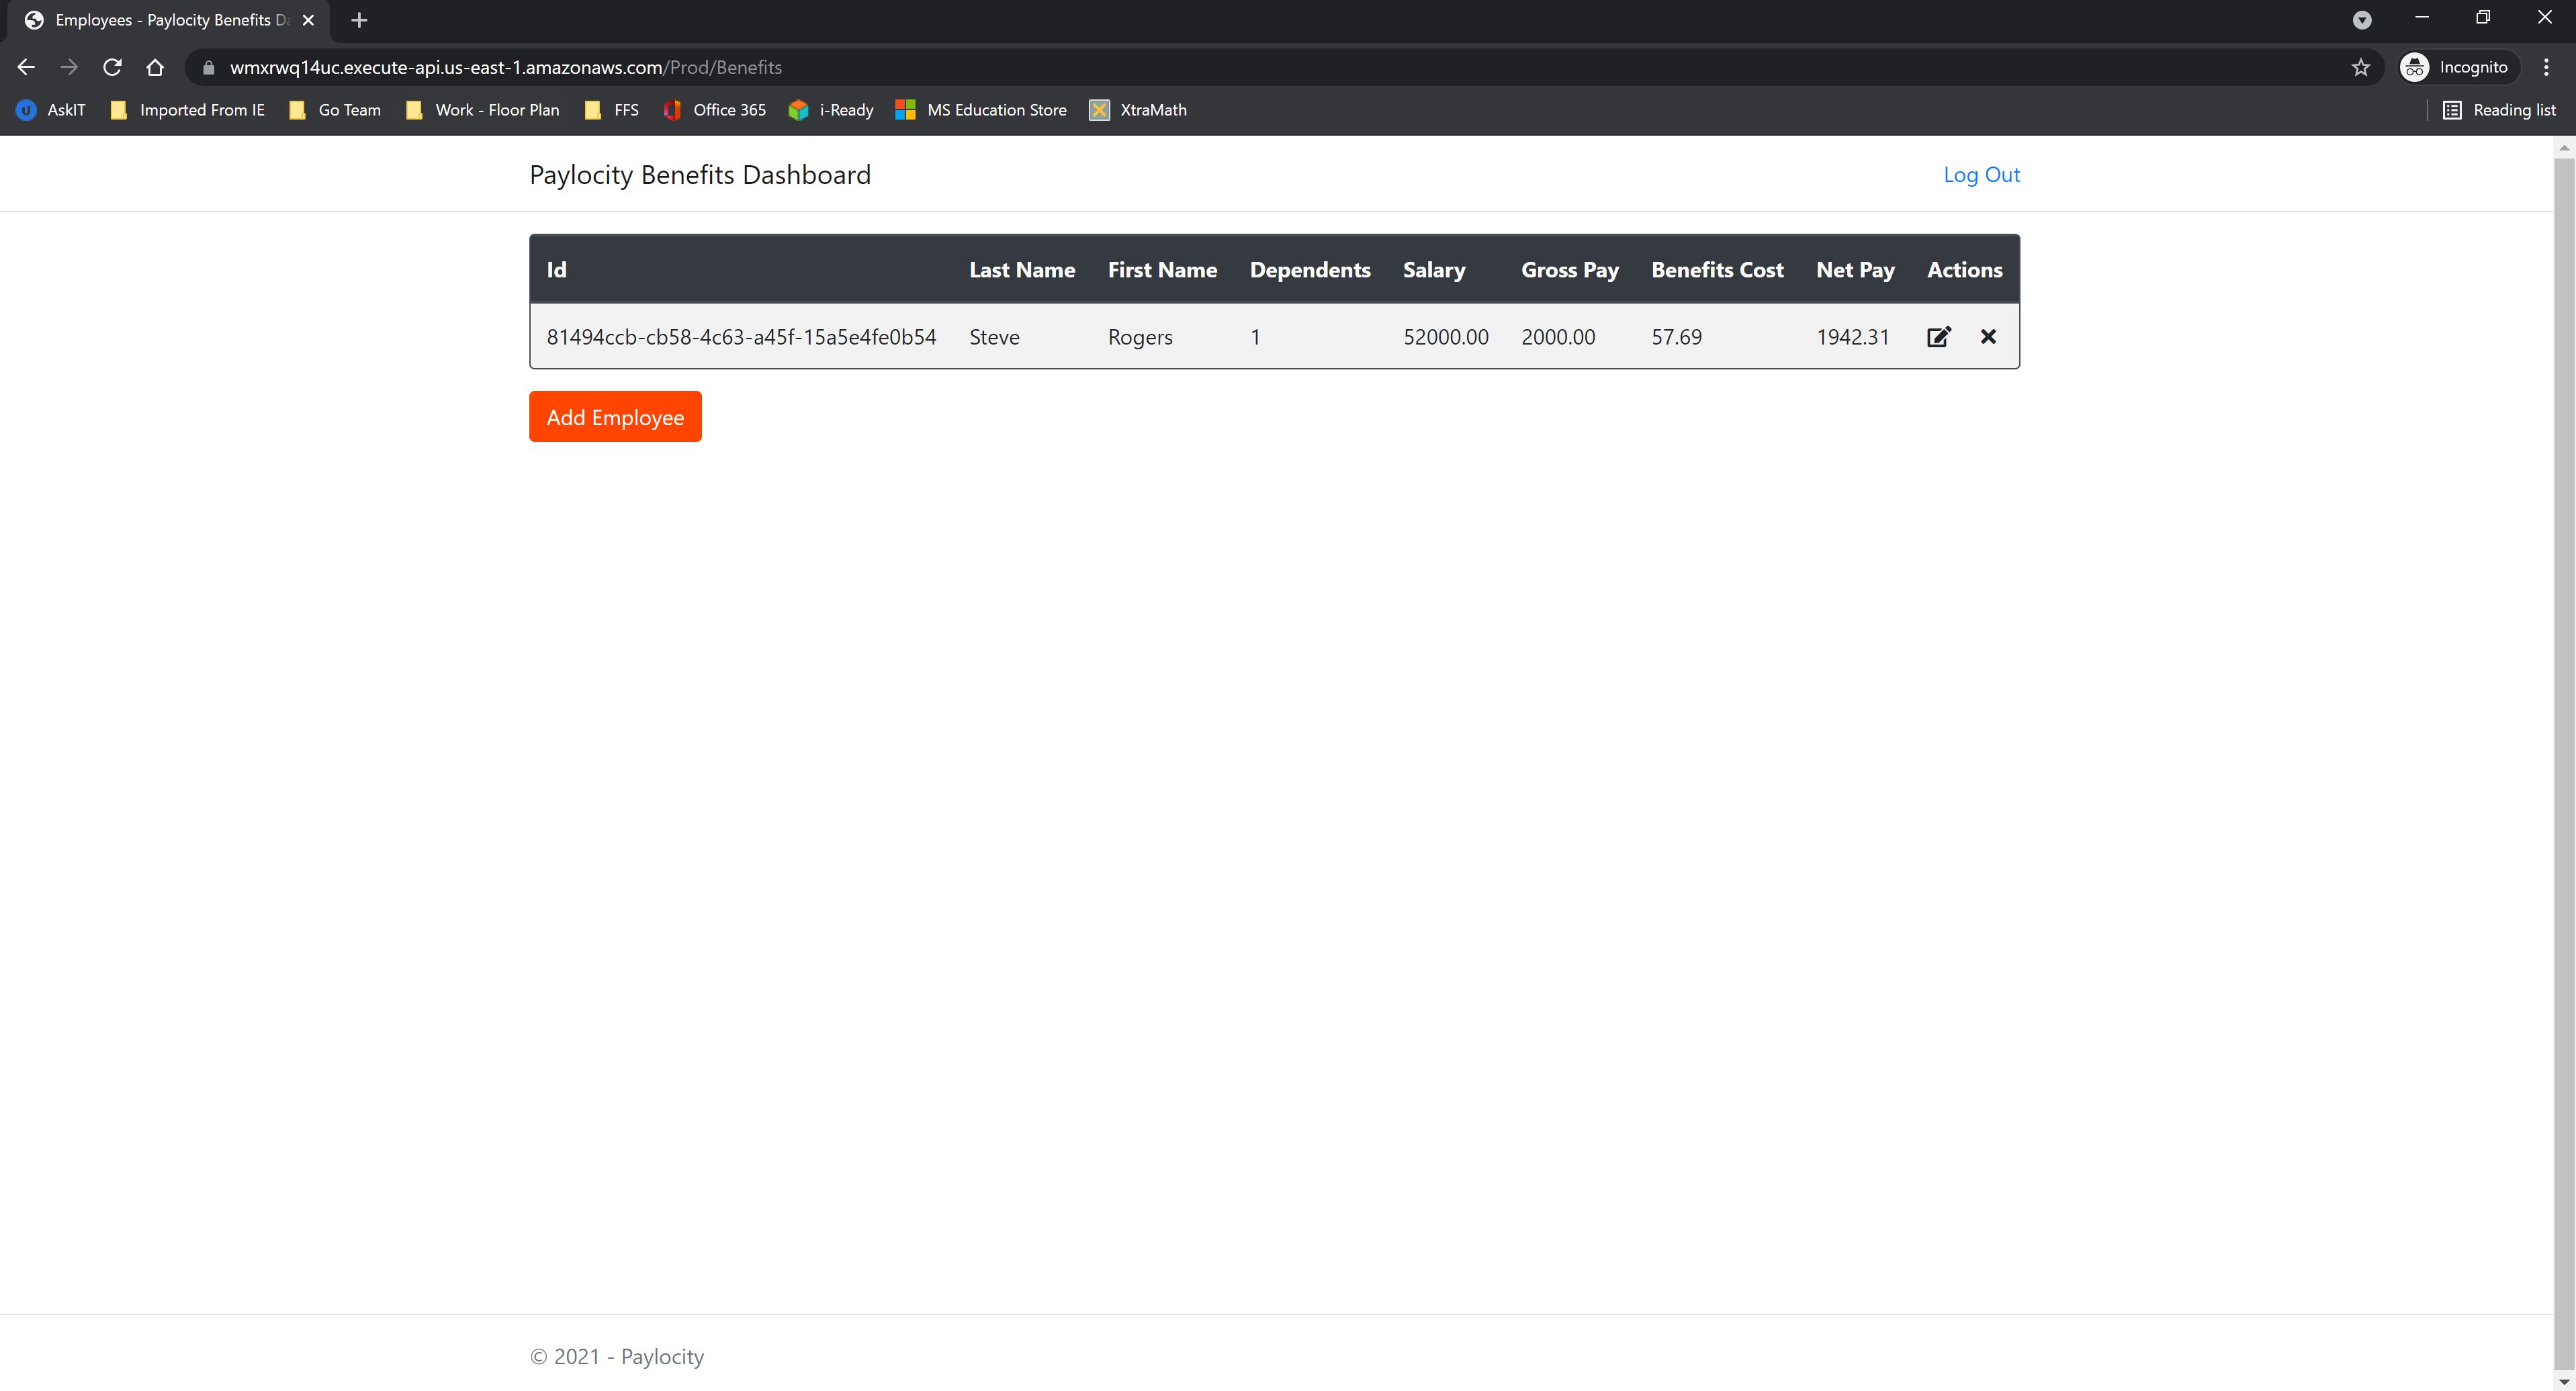 Employees - Paylocity Benefits D
wmxrwq14uc.execute-api.us-east-1.amazonaws.com/Prod/Benefits
Incognito
AskIT Imported From IE Go Team Work - Floor Plan FFS Office 365 i-Ready MS Education Store XtraMath Reading list
Paylocity Benefits Dashboard Log Out
Id Last Name First Name Dependents Salary Gross Pay Benefits Cost Net Pay Actions
81494ccb-cb58-4c63-a45f-15a5e4fe0b54 Steve Rogers 1 52000.00 2000.00 57.69 1942.31
Add Employee
© 2021 - Paylocity